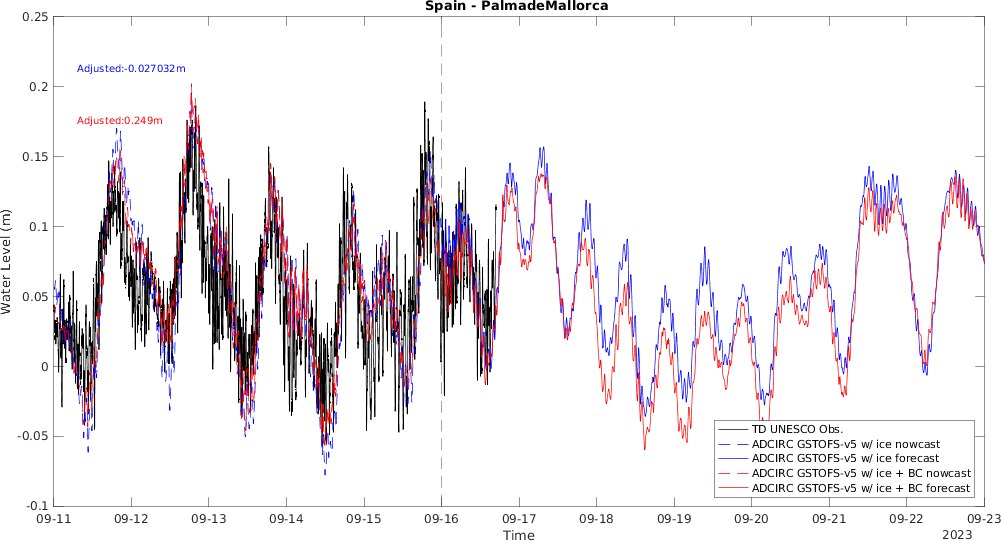 Spain - PalmadeMallorca
0.25
0.2
0.15
0.1
0.05
0
-0.05
-0.1
Water Level (m)
Adjusted:-0.027032m
Adjusted:0.249m
TD UNESCO Obs.
ADCIRC GSTOFS-v5 w/ ice nowcast
ADCIRC GSTOFS-v5 w/ ice forecast
ADCIRC GSTOFS-v5 w/ ice + BC nowcast
ADCIRC GSTOFS-v5 w/ ice + BC forecast
09-11 09-12 09-13 09-14 09-15 09-16 09-17 09-18 09-19 09-20 09-21 09-22 09-23
Time
2023